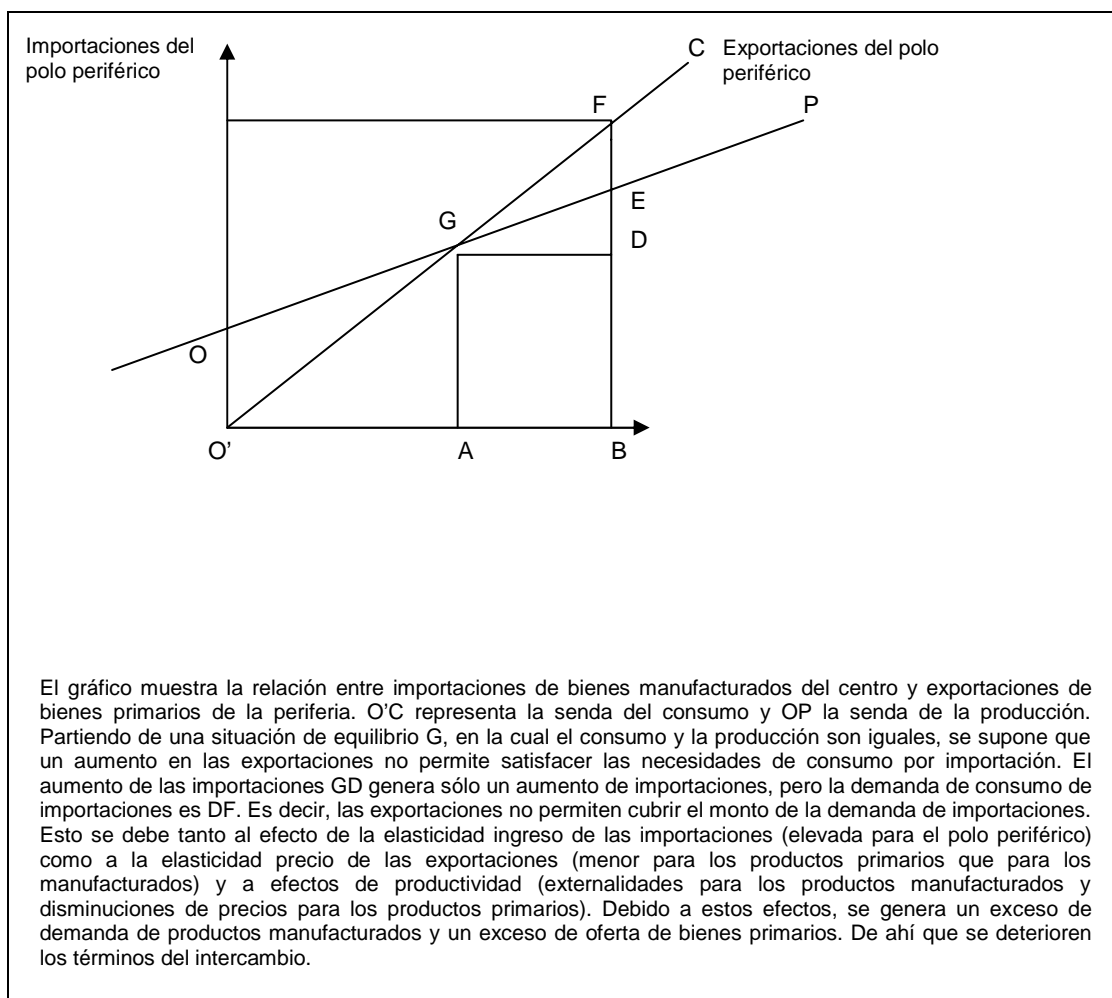 Importaciones del
polo periférico
C
Exportaciones del polo
periférico
F
P
G
E
D
O
O’
A
B
El gráfico muestra la relación entre importaciones de bienes manufacturados del centro y exportaciones de
bienes primarios de la periferia. O’C representa la senda del consumo y OP la senda de la producción.
Partiendo de una situación de equilibrio G, en la cual el consumo y la producción son iguales, se supone que
un aumento en las exportaciones no permite satisfacer las necesidades de consumo por importación. El
aumento de las importaciones GD genera sólo un aumento de importaciones, pero la demanda de consumo de
importaciones es DF. Es decir, las exportaciones no permiten cubrir el monto de la demanda de importaciones.
Esto se debe tanto al efecto de la elasticidad ingreso de las importaciones (elevada para el polo periférico)
como a la elasticidad precio de las exportaciones (menor para los productos primarios que para los
manufacturados) y a efectos de productividad (externalidades para los productos manufacturados y
disminuciones de precios para los productos primarios). Debido a estos efectos, se genera un exceso de
demanda de productos manufacturados y un exceso de oferta de bienes primarios. De ahí que se deterioren
los términos del intercambio.